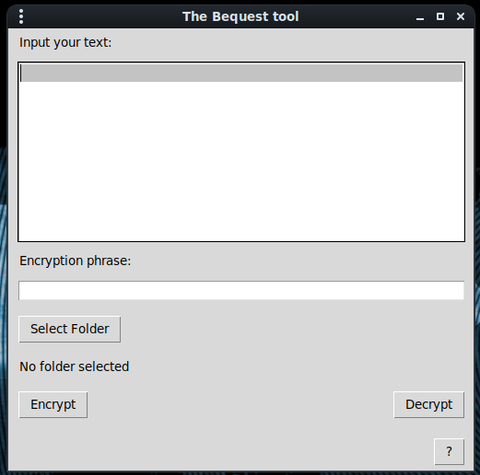 The Bequest tool
Input your text:
Encryption phrase:
Select Folder
No folder selected
Encrypt Decrypt
?